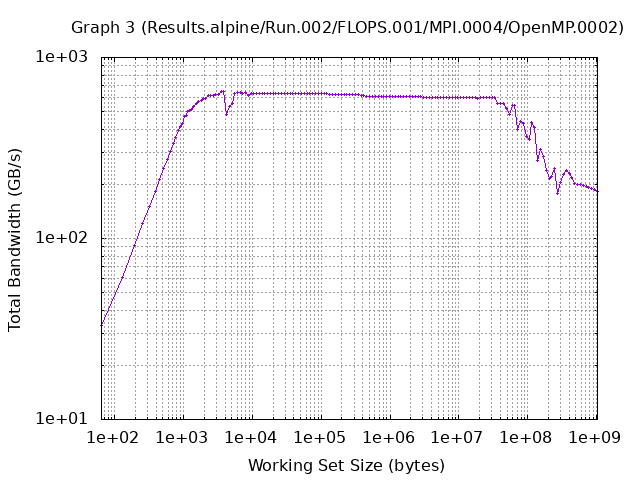 Graph 3 (Results.alpine/Run.002/FLOPS.001/MPI.0004/OpenMP.0002)
1e+03
1e+02
1e+01
Total Bandwidth (GB/s)
1e+02 1e+03 1e+04 1e+05 1e+06 1e+07 1e+08 1e+09
Working Set Size (bytes)